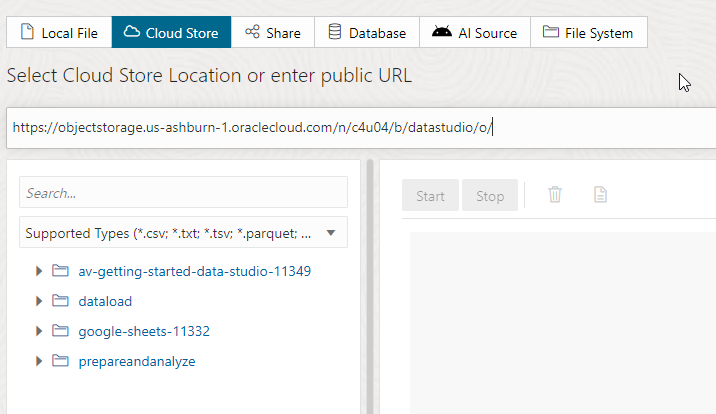 Local File
Cloud Store
Share
Database
AI Source
File System
Select Cloud Store Location or enter public URL
https://objectstorage.us-ashburn-1.oraclecloud.com/n/c4u04/b/datastudio/o/
Search...
Start
Stop
Supported Types (*.csv; *.txt; *.tsv; *.parquet; ...
av-getting-started-data-studio-11349
dataload
google-sheets-11332
prepareandanalyze